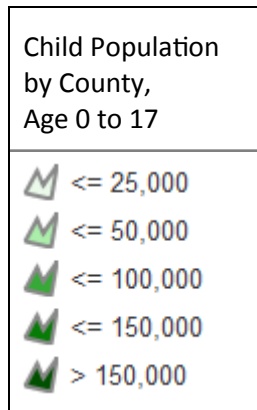 Child Population
by County,
Age 0 to 17
<= 25,000
<= 50,000
<= 100,000
<= 150,000
> 150,000